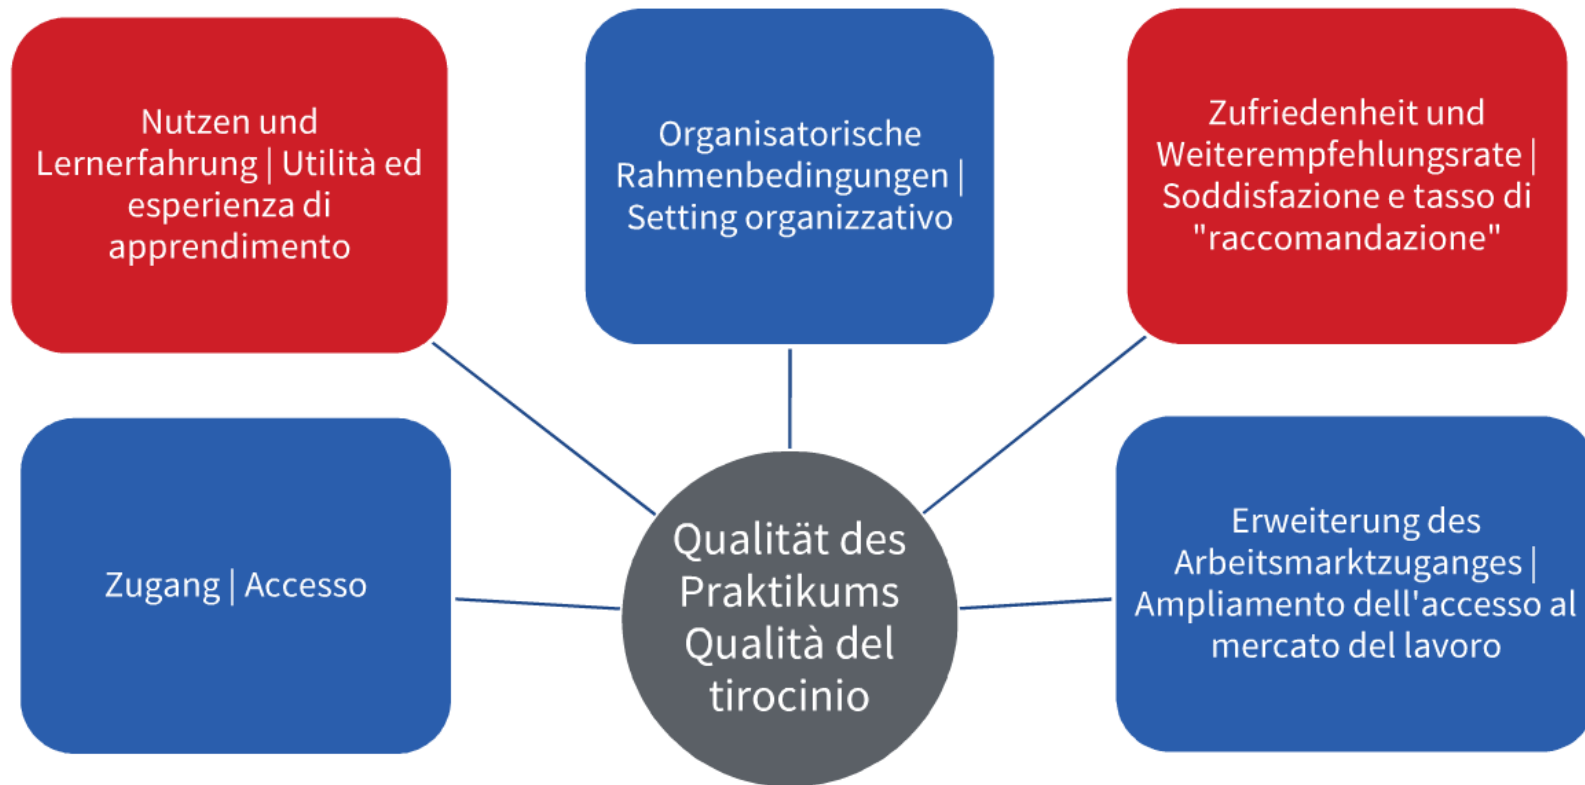 Nutzen und
Lernerfahrung | Utilità ed
esperienza di
apprendimento
Organisatorische
Rahmenbedingungen |
Setting organizzativo
Zufriedenheit und
Weiterempfehlungsrate |
Soddisfazione e tasso di
"raccomandazione"
Zugang | Accesso
Qualität des
Praktikums
Qualità del
tirocinio
Erweiterung des
Arbeitsmarktzuganges |
Ampliamento dell'accesso al
mercato del lavoro